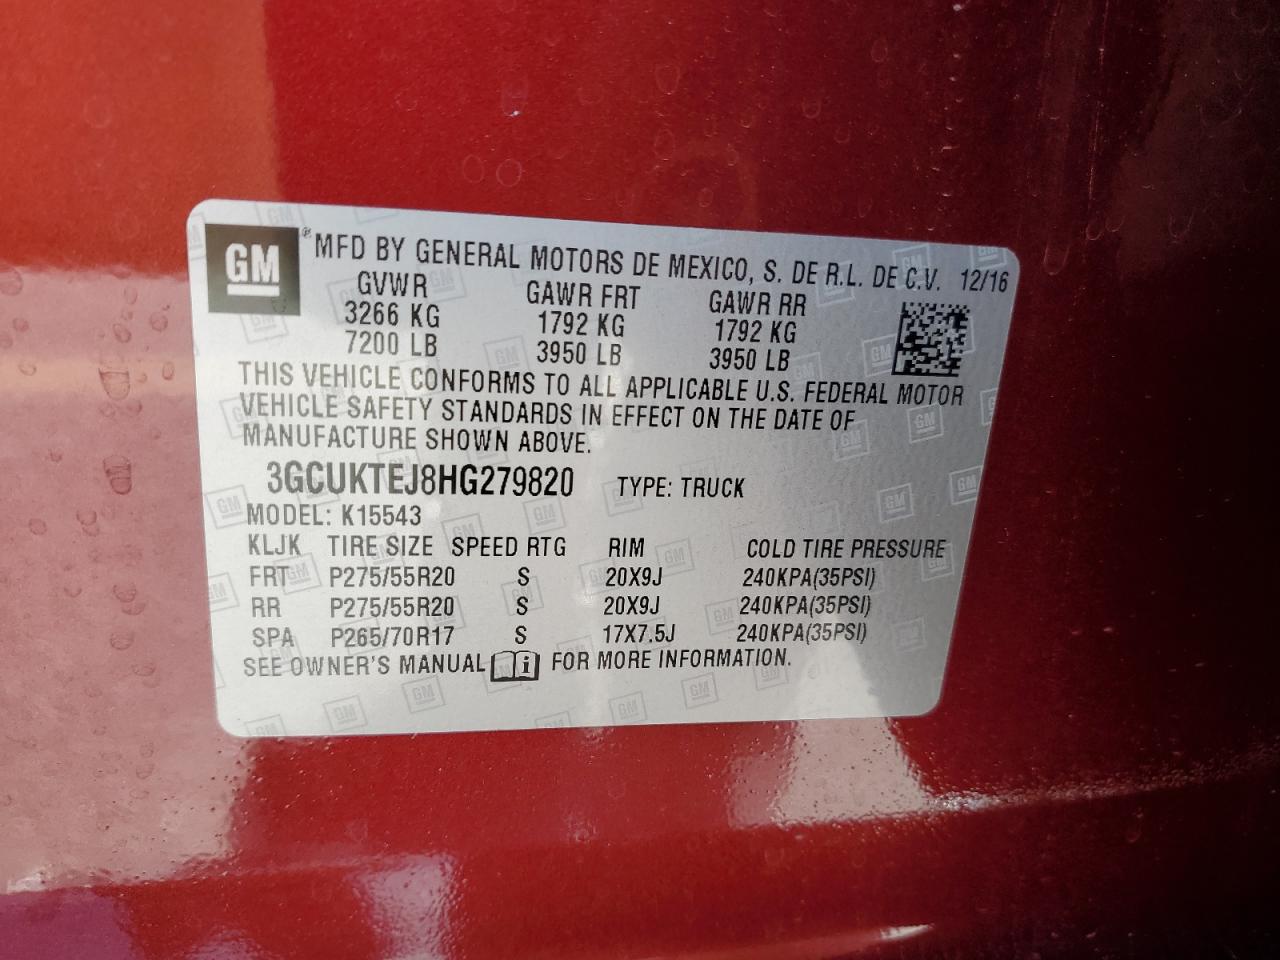 GM ® MFD BY GENERAL MOTORS DE MEXICO, S. DE R.L. DE C.V. 12/16
GVWR GAWR FRT GAWR RR
3266 KG 1792 KG 1792 KG
7200 LB 3950 LB 3950 LB
THIS VEHICLE CONFORMS TO ALL APPLICABLE U.S. FEDERAL MOTOR
VEHICLE SAFETY STANDARDS IN EFFECT ON THE DATE OF
MANUFACTURE SHOWN ABOVE.
3GCUKTEJ8HG279820 TYPE: TRUCK
MODEL: K15543
KLJK TIRE SIZE SPEED RTG RIM COLD TIRE PRESSURE
FRT P275/55R20 S 20X9J 240KPA(35PSI)
RR P275/55R20 S 20X9J 240KPA(35PSI)
SPA P265/70R17 S 17X7.5J 240KPA(35PSI)
SEE OWNER'S MANUAL i FOR MORE INFORMATION.